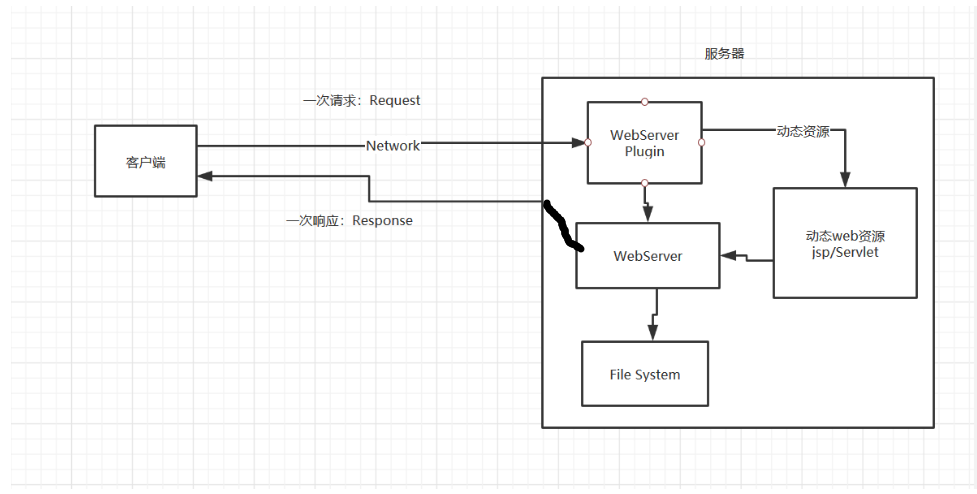 服务器
一次请求：Request
WebServer
Plugin
动态资源
Network
客户端
一次响应：Response
动态web资源
jsp/Servlet
WebServer
File System